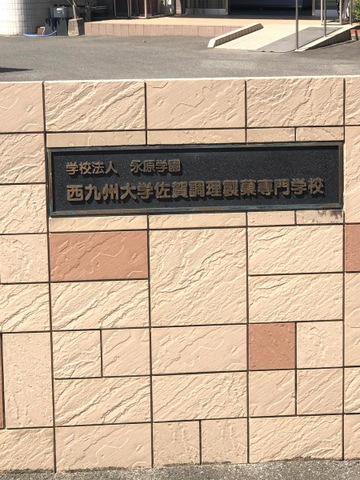 学校法人 永原学園
西九州大学佐賀調理製菓専門学校